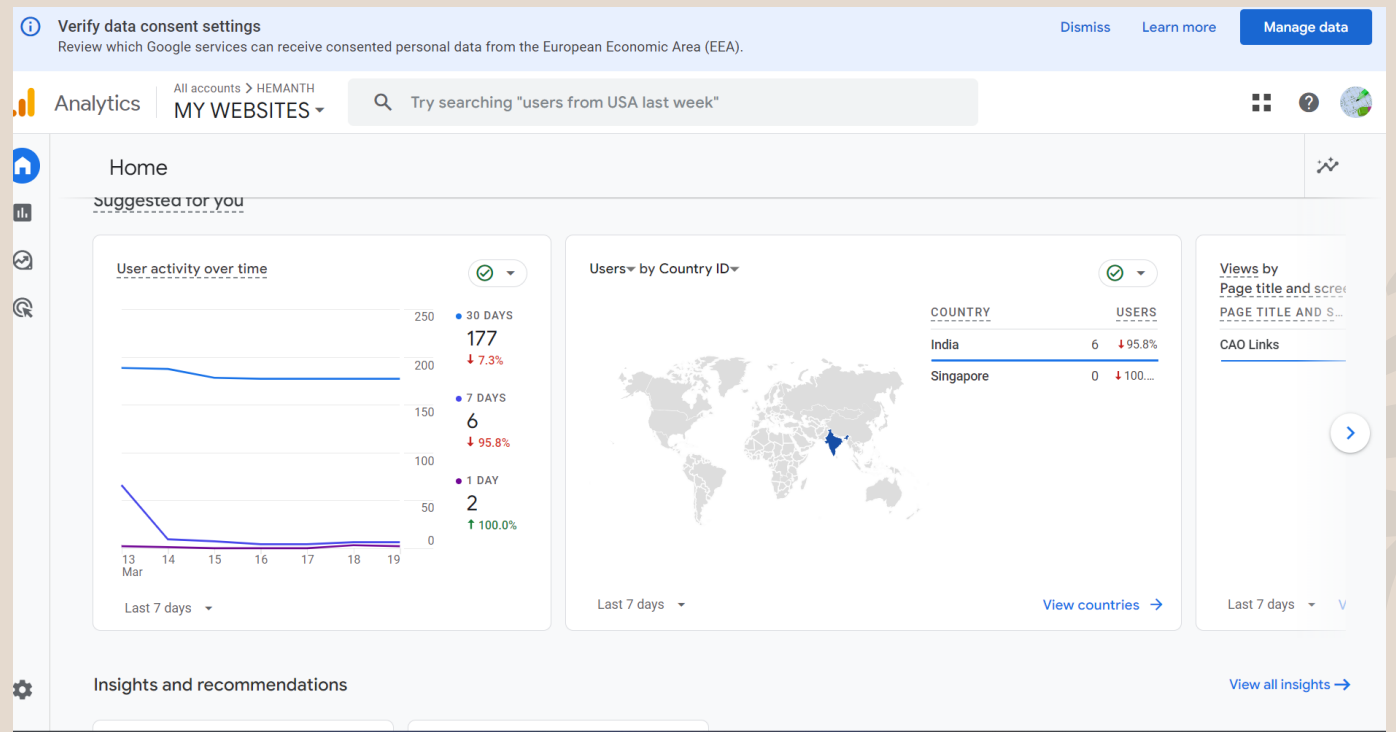 Verify data consent settings
Review which Google services can receive consented personal data from the European Economic Area (EEA).
Dismiss
Learn more
Manage data
Analytics
All accounts > HEMANTH
MY WEBSITES
Try searching "users from USA last week"
Home
Suggested for you
User activity over time
250
200
150
100
50
0
13
Mar
14
15
16
17
18
19
30 DAYS
177
↓ 7.3%
7 DAYS
6
↓ 95.8%
1 DAY
2
↑ 100.0%
Last 7 days
Users by Country ID
COUNTRY USERS
India 6 ↓ 95.8%
Singapore 0 ↓ 100....
Last 7 days
View countries →
Views by
Page title and scree
PAGE TITLE AND S...
CAO Links
Last 7 days
V
Insights and recommendations
View all insights →